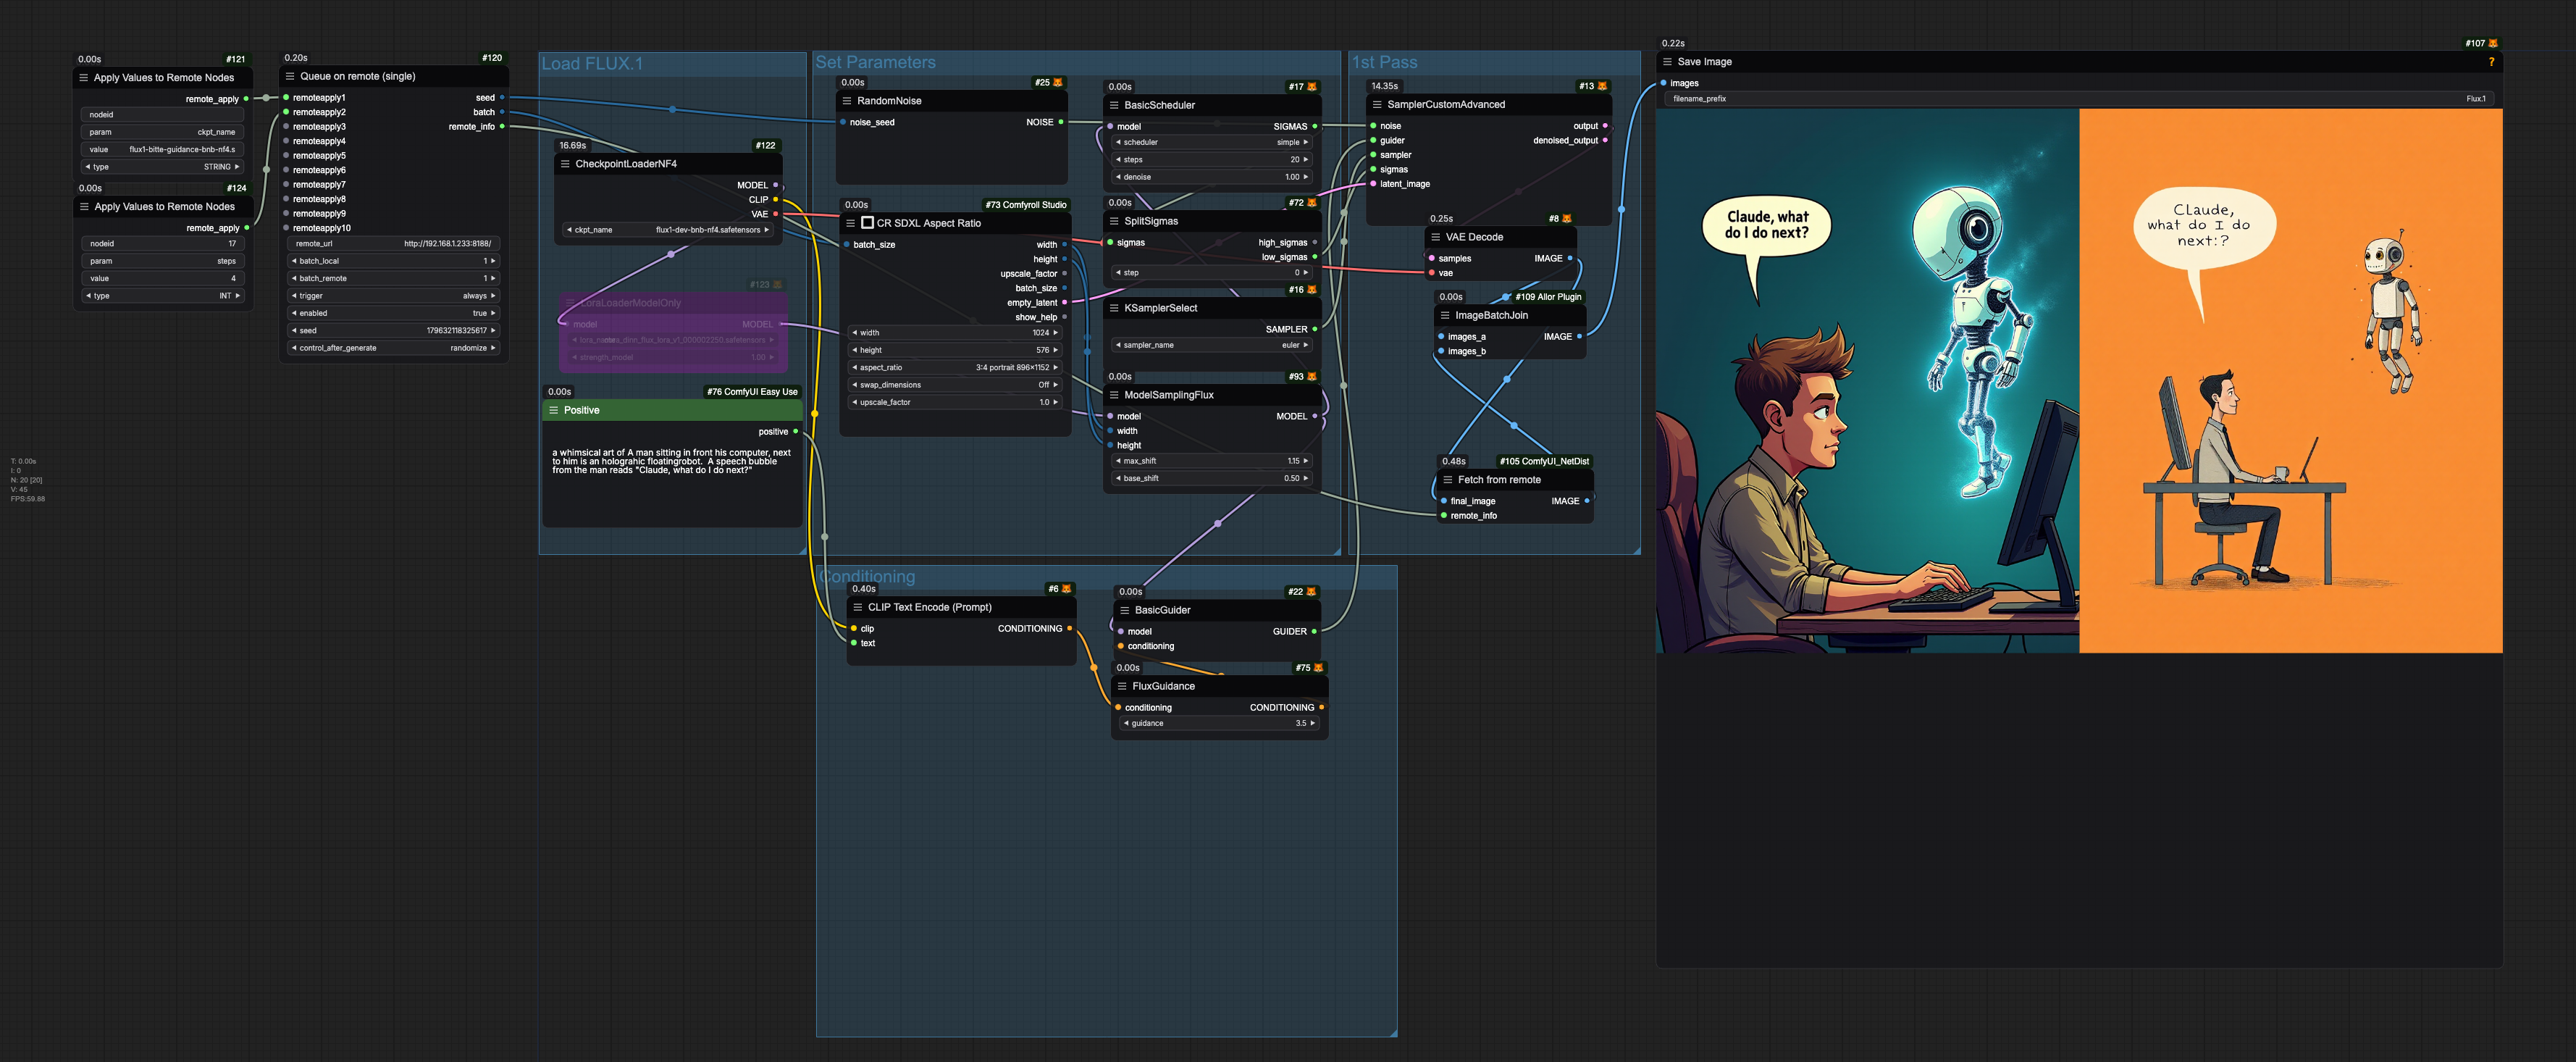 0.00s #121
Apply Values to Remote Nodes
remote_apply
nodeid
param ckpt_name
value flux1-bitte-guidance-bnb-nf4.s
type STRING
0.00s #124
Apply Values to Remote Nodes
remote_apply
nodeid 17
param steps
value 4
type INT
0.20s #120
Queue on remote (single)
remoteapply1 seed
remoteapply2 batch
remoteapply3 remote_info
remoteapply4
remoteapply5
remoteapply6
remoteapply7
remoteapply8
remoteapply9
remoteapply10
remote_url http://192.168.1.233:8188/
batch_local 1
batch_remote 1
trigger always
enabled true
seed 179632118325617
control_after_generate randomize
T: 0.00s
I: 0
N: 20 [20]
V: 45
FPS:59.88
Load FLUX.1
16.69s #122
CheckpointLoaderNF4
MODEL
CLIP
VAE
ckpt_name flux1-dev-bnb-nf4.safetensors
#123
LoraLoaderModelOnly
model MODEL
strength_model 1.00
0.00s #76 ComfyUI Easy Use
Positive
positive
a whimsical art of A man sitting in front his computer, next
to him is an holograhic floatingrobot. A speech bubble
from the man reads "Claude, what do I do next?"
Set Parameters
0.00s #25
RandomNoise
noise_seed NOISE
0.00s #73 Comfyroll Studio
CR SDXL Aspect Ratio
batch_size width
height
upscale_factor
batch_size
empty_latent
show_help
width 1024
height 576
aspect_ratio 3:4 portrait 896x1152
swap_dimensions Off
upscale_factor 1.0
0.00s #17
BasicScheduler
model SIGMAS
scheduler simple
steps 20
denoise 1.00
0.00s #72
SplitSigmas
sigmas high_sigmas
low_sigmas
step 0
0.00s #16
KSamplerSelect
SAMPLER
sampler_name euler
0.00s #93
ModelSamplingFlux
model MODEL
width
height
max_shift 1.15
base_shift 0.50
1st Pass
14.35s #13
SamplerCustomAdvanced
noise output
guider denoised_output
sampler
sigmas
latent_image
0.25s #8
VAE Decode
samples IMAGE
vae
0.00s #109 Allor Plugin
ImageBatchJoin
images_a IMAGE
images_b
0.48s #105 ComfyUI_NetDist
Fetch from remote
final_image IMAGE
remote_info
Conditioning
0.40s #6
CLIP Text Encode (Prompt)
clip CONDITIONING
text
0.00s #22
BasicGuider
model GUIDER
conditioning
0.00s #75
FluxGuidance
conditioning CONDITIONING
guidance 3.5
0.22s #107
Save Image ?
images
filename_prefix Flux.1
Claude, what
do I do next?
Claude,
what do I do
next:?